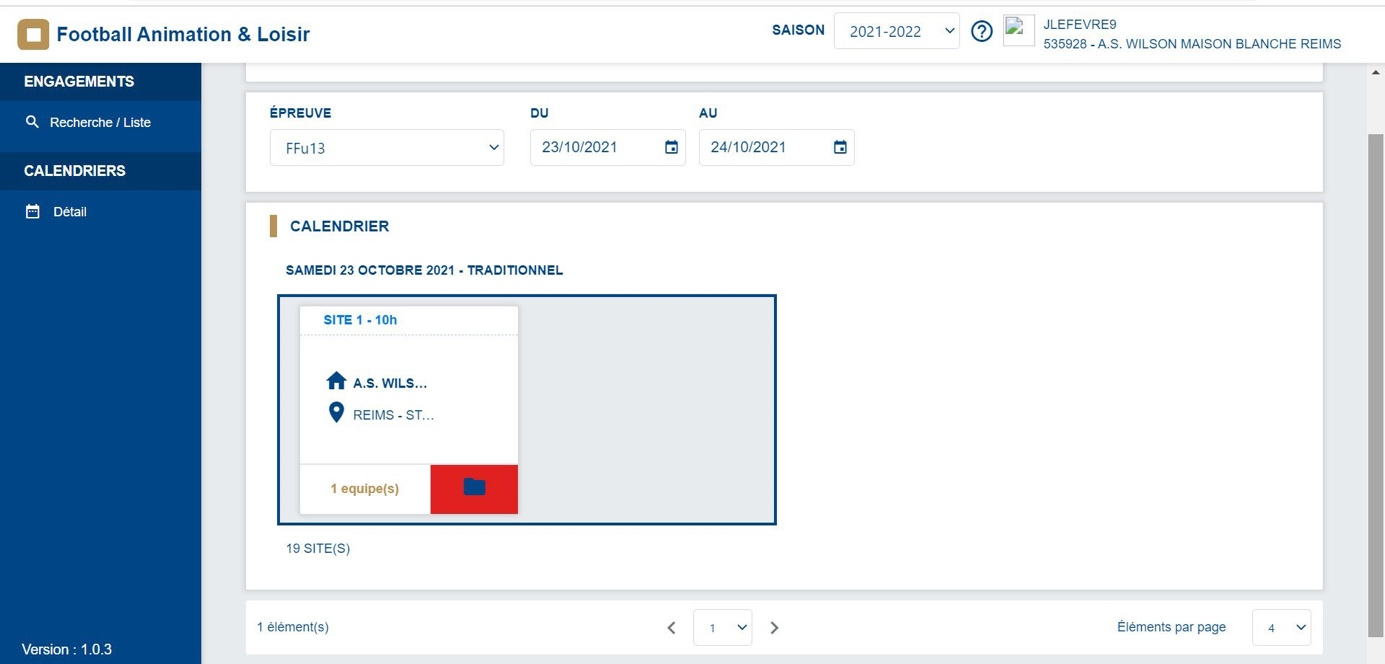 Football Animation & Loisir
SAISON
2021-2022
JLEFEVRE9
535928 - A.S. WILSON MAISON BLANCHE REIMS
ENGAGEMENTS
Recherche / Liste
CALENDRIERS
Détail
Version : 1.0.3
ÉPREUVE
DU
AU
FFu13
23/10/2021
24/10/2021
CALENDRIER
SAMEDI 23 OCTOBRE 2021 - TRADITIONNEL
SITE 1 - 10h
A.S. WILS...
REIMS - ST...
1 equipe(s)
19 SITE(S)
1 élément(s)
1
Éléments par page
4